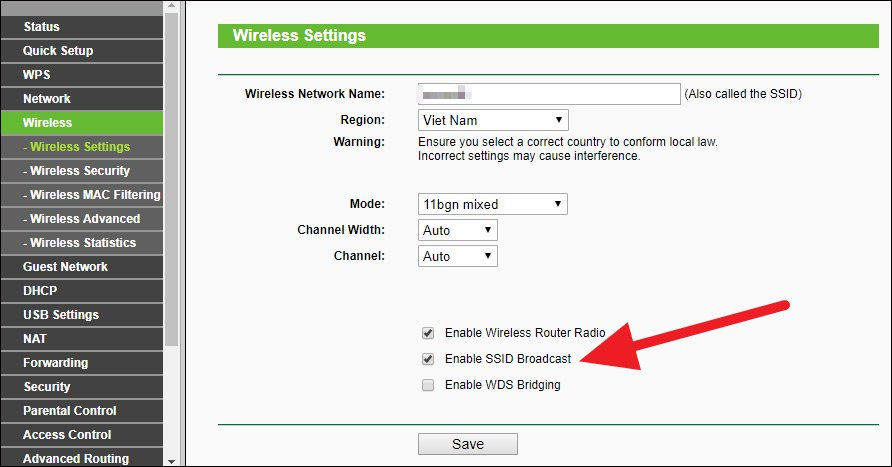 Status
Quick Setup
WPS
Network
Wireless
- Wireless Settings
- Wireless Security
- Wireless MAC Filtering
- Wireless Advanced
- Wireless Statistics
Guest Network
DHCP
USB Settings
NAT
Forwarding
Security
Parental Control
Access Control
Advanced Routing
Wireless Settings
Wireless Network Name: (Also called the SSID)
Region: Viet Nam
Warning: Ensure you select a correct country to conform local law.
Incorrect settings may cause interference.
Mode: 11bgn mixed
Channel Width: Auto
Channel: Auto
Enable Wireless Router Radio
Enable SSID Broadcast
Enable WDS Bridging
Save